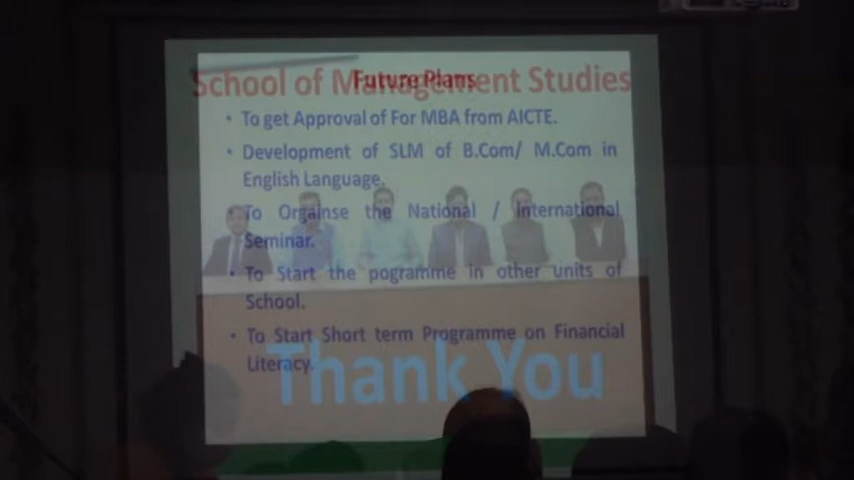 School of Management Studies
Future Plans
• To get Approval of For MBA from AICTE.
• Development of SLM of B.Com/ M.Com in
English Language.
• To Orgainse the National / International
Seminar.
• To Start the pogramme in other units of
School.
• To Start Short term Programme on Financial
Literacy.
Thank You